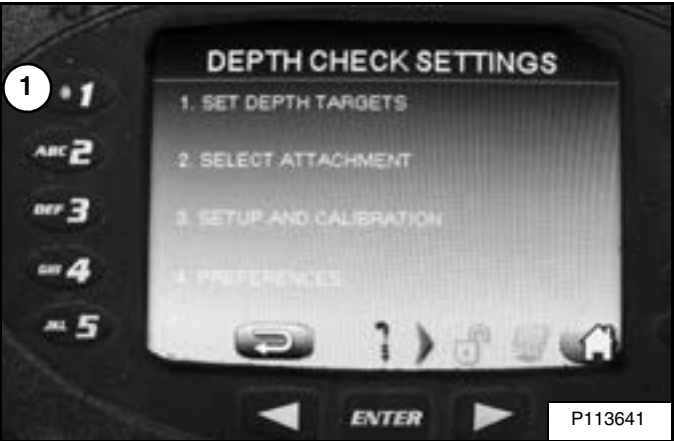 DEPTH CHECK SETTINGS
1
* 1
1. SET DEPTH TARGETS
ABC 2
2. SELECT ATTACHMENT
DEF 3
3. SETUP AND CALIBRATION
GHI 4
4. PREFERENCES
JKL 5
ENTER
P113641